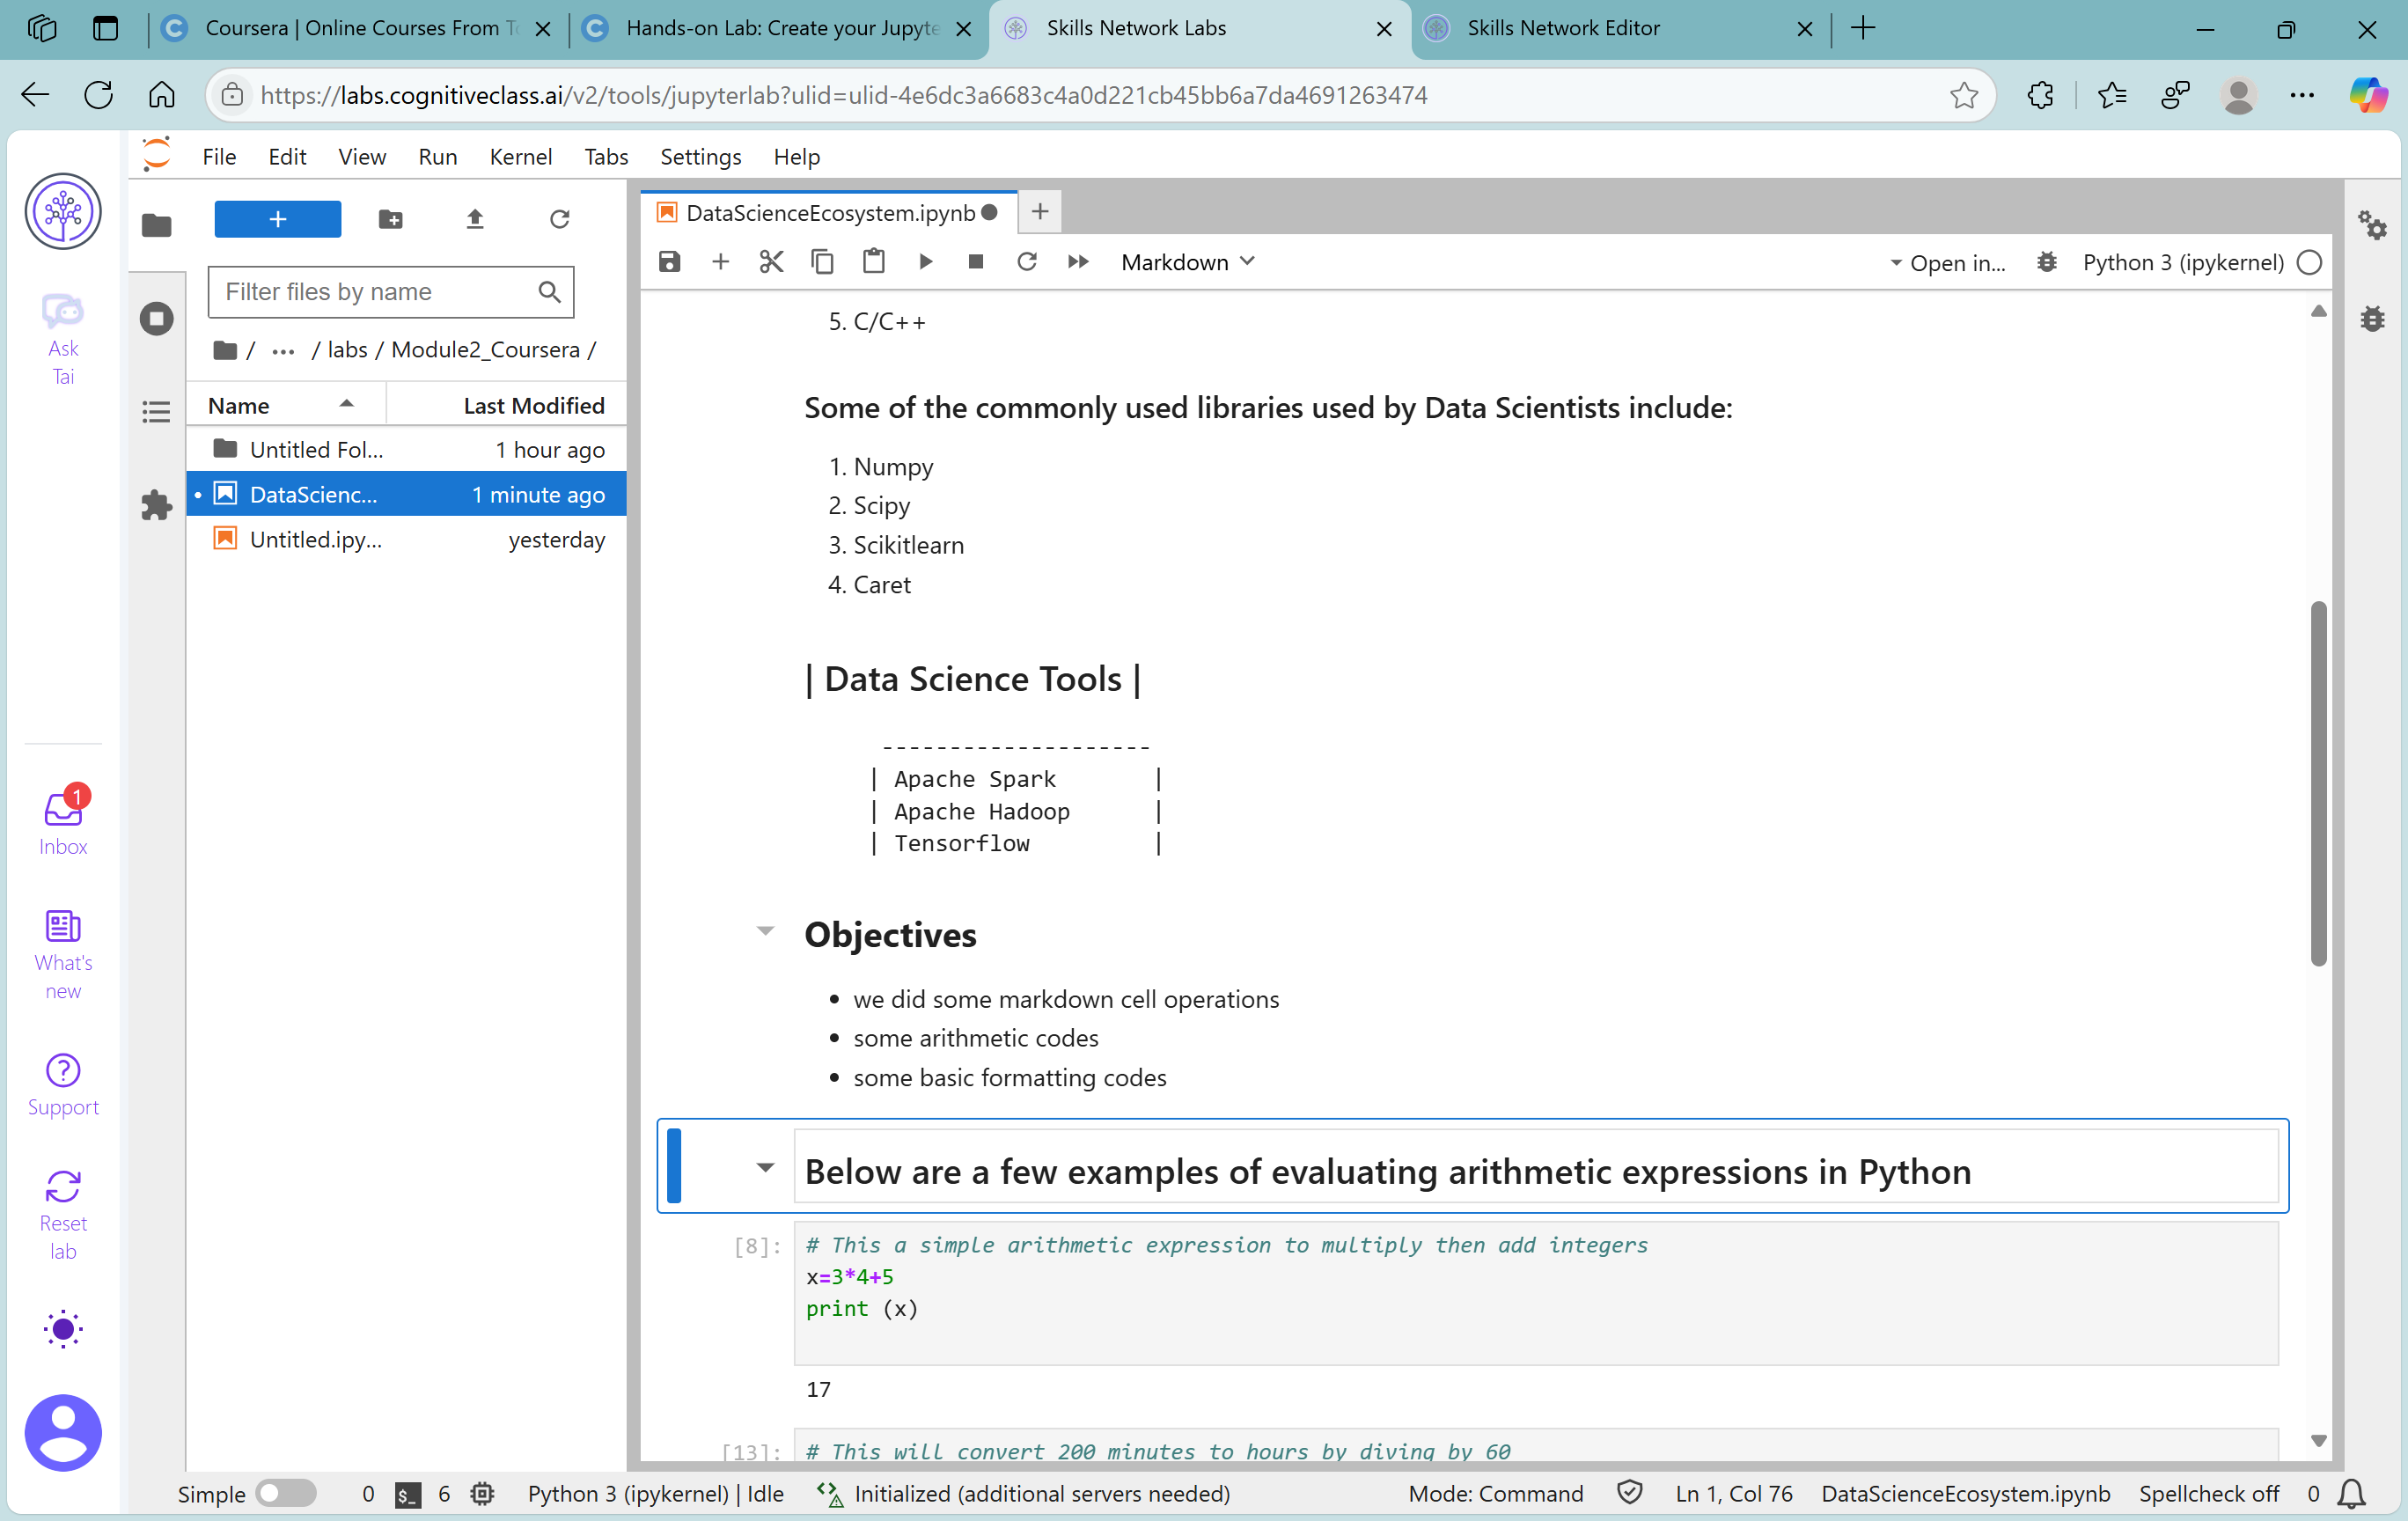 Coursera | Online Courses From T
Hands-on Lab: Create your Jupyte
Skills Network Labs
Skills Network Editor
https://labs.cognitiveclass.ai/v2/tools/jupyterlab?ulid=ulid-4e6dc3a6683c4a0d221cb45bb6a7da4691263474
File Edit View Run Kernel Tabs Settings Help
Ask
Tai
Inbox
1
What's
new
Support
Reset
lab
Filter files by name
/ ... / labs / Module2_Coursera /
Name Last Modified
Untitled Fol... 1 hour ago
DataScienc... 1 minute ago
Untitled.ipy... yesterday
DataScienceEcosystem.ipynb
Markdown
Open in...
Python 3 (ipykernel)
5. C/C++
Some of the commonly used libraries used by Data Scientists include:
1. Numpy
2. Scipy
3. Scikitlearn
4. Caret
| Data Science Tools |
--------------------
| Apache Spark |
| Apache Hadoop |
| Tensorflow |
Objectives
• we did some markdown cell operations
• some arithmetic codes
• some basic formatting codes
Below are a few examples of evaluating arithmetic expressions in Python
[8]: # This a simple arithmetic expression to multiply then add integers
x=3*4+5
print (x)
17
[13]: # This will convert 200 minutes to hours by diving by 60
Simple 0 $_ 6 Python 3 (ipykernel) | Idle Initialized (additional servers needed) Mode: Command Ln 1, Col 76 DataScienceEcosystem.ipynb Spellcheck off 0